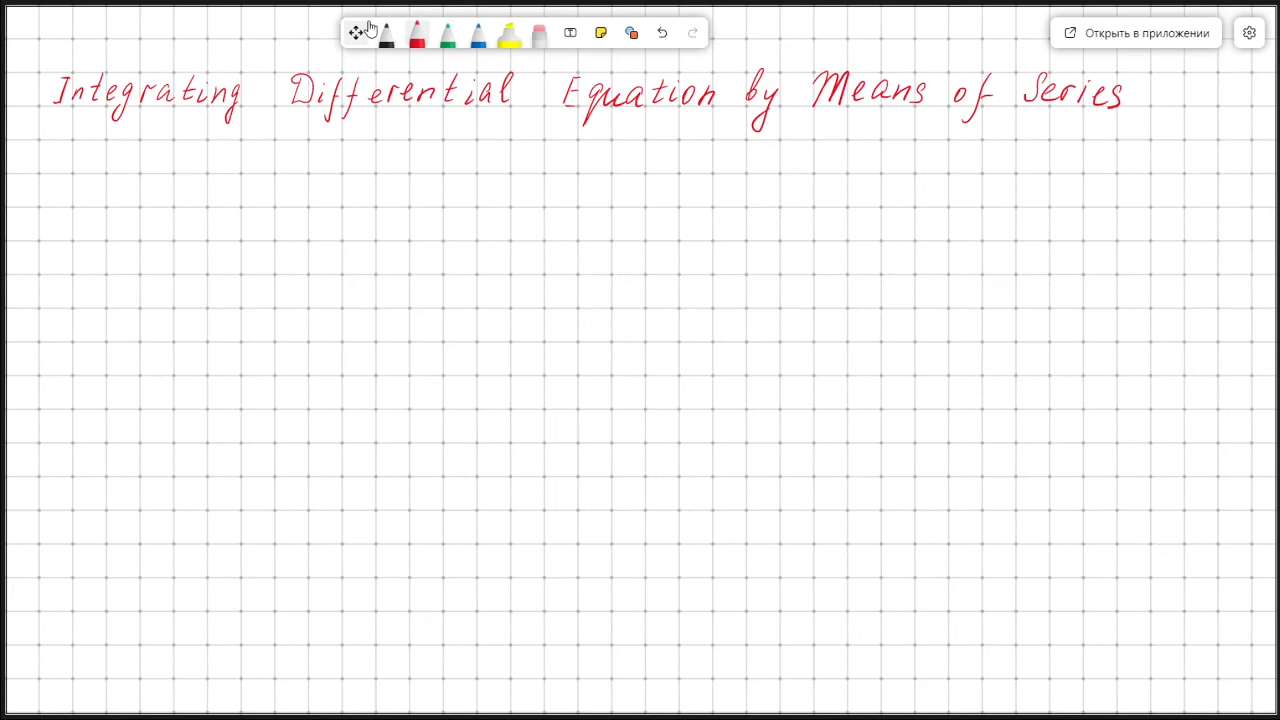 Открыть в приложении
Integrating Differential Equation by Means of Series